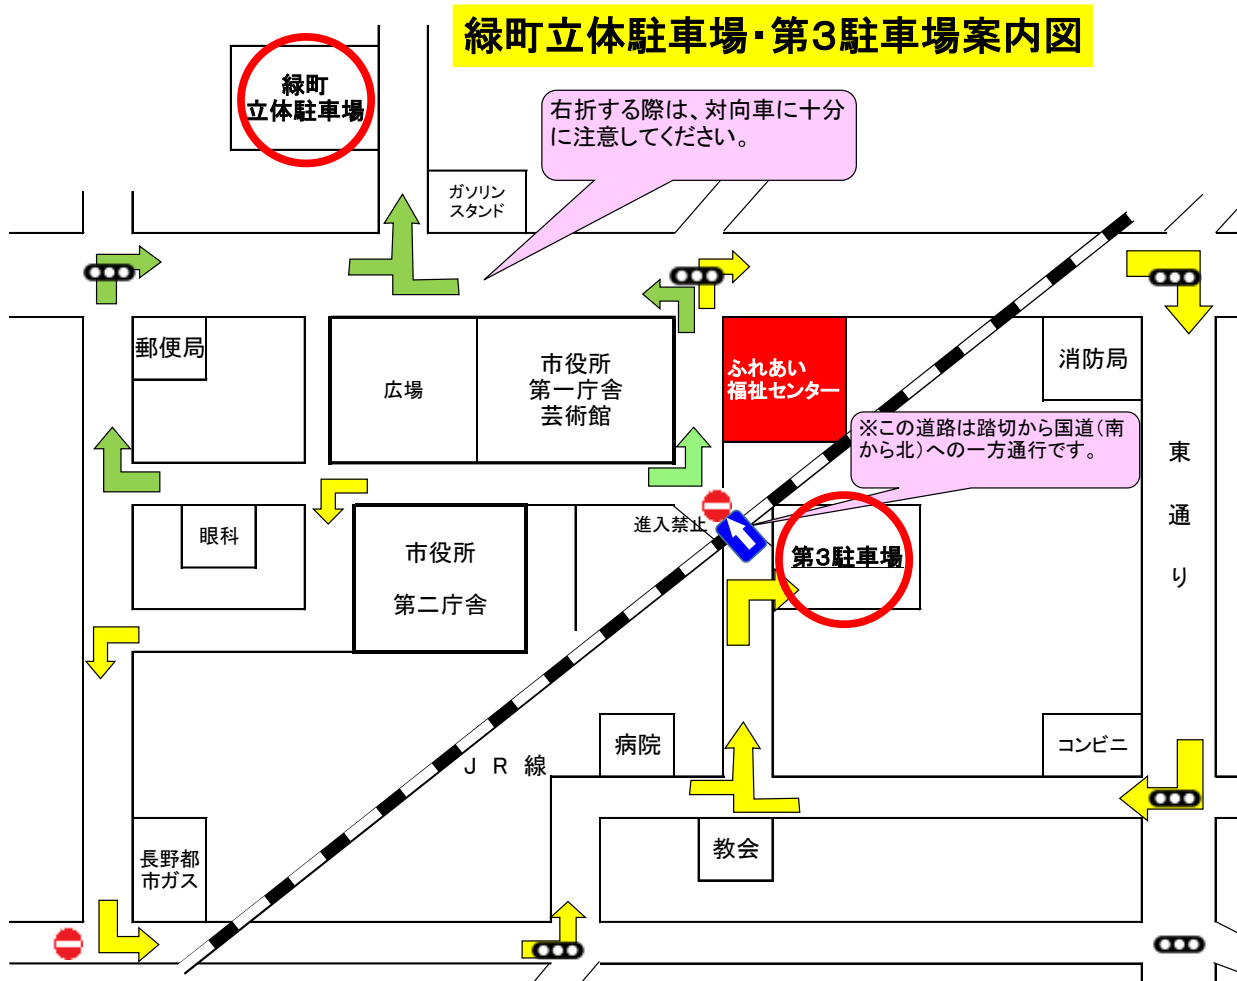 緑町立体駐車場・第3駐車場案内図
緑町
立体駐車場
右折する際は、対向車に十分
に注意してください。
ガソリン
スタンド
郵便局
広場
市役所
第一庁舎
芸術館
ふれあい
福祉センター
消防局
※この道路は踏切から国道(南
から北)への一方通行です。
東通り
眼科
市役所
第二庁舎
進入禁止
第3駐車場
JR線
病院
コンビニ
教会
長野都
市ガス